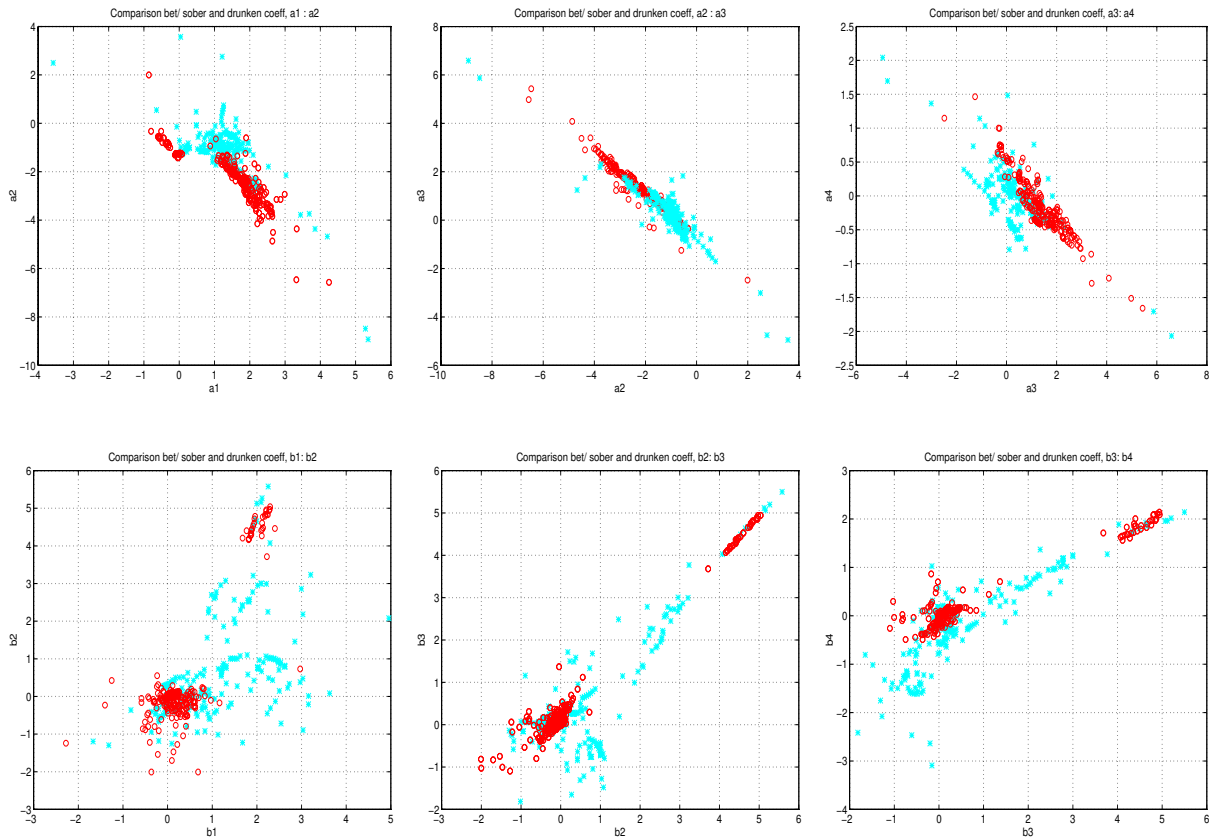 Comparison bet/ sober and drunken coeff, a1 : a2
4
2
0
−2
−4
−6
−8
−10
a2
−4 −3 −2 −1 0 1 2 3 4 5 6
a1
Comparison bet/ sober and drunken coeff, a2 : a3
8
6
4
2
0
−2
−4
−6
a3
−10 −8 −6 −4 −2 0 2 4
a2
Comparison bet/ sober and drunken coeff, a3: a4
2.5
2
1.5
1
0.5
0
−0.5
−1
−1.5
−2
−2.5
a4
−6 −4 −2 0 2 4 6 8
a3
Comparison bet/ sober and drunken coeff, b1: b2
6
5
4
3
2
1
0
−1
−2
−3
b2
−3 −2 −1 0 1 2 3 4 5
b1
Comparison bet/ sober and drunken coeff, b2: b3
6
5
4
3
2
1
0
−1
−2
b3
−3 −2 −1 0 1 2 3 4 5 6
b2
Comparison bet/ sober and drunken coeff, b3: b4
3
2
1
0
−1
−2
−3
−4
b4
−2 −1 0 1 2 3 4 5 6
b3